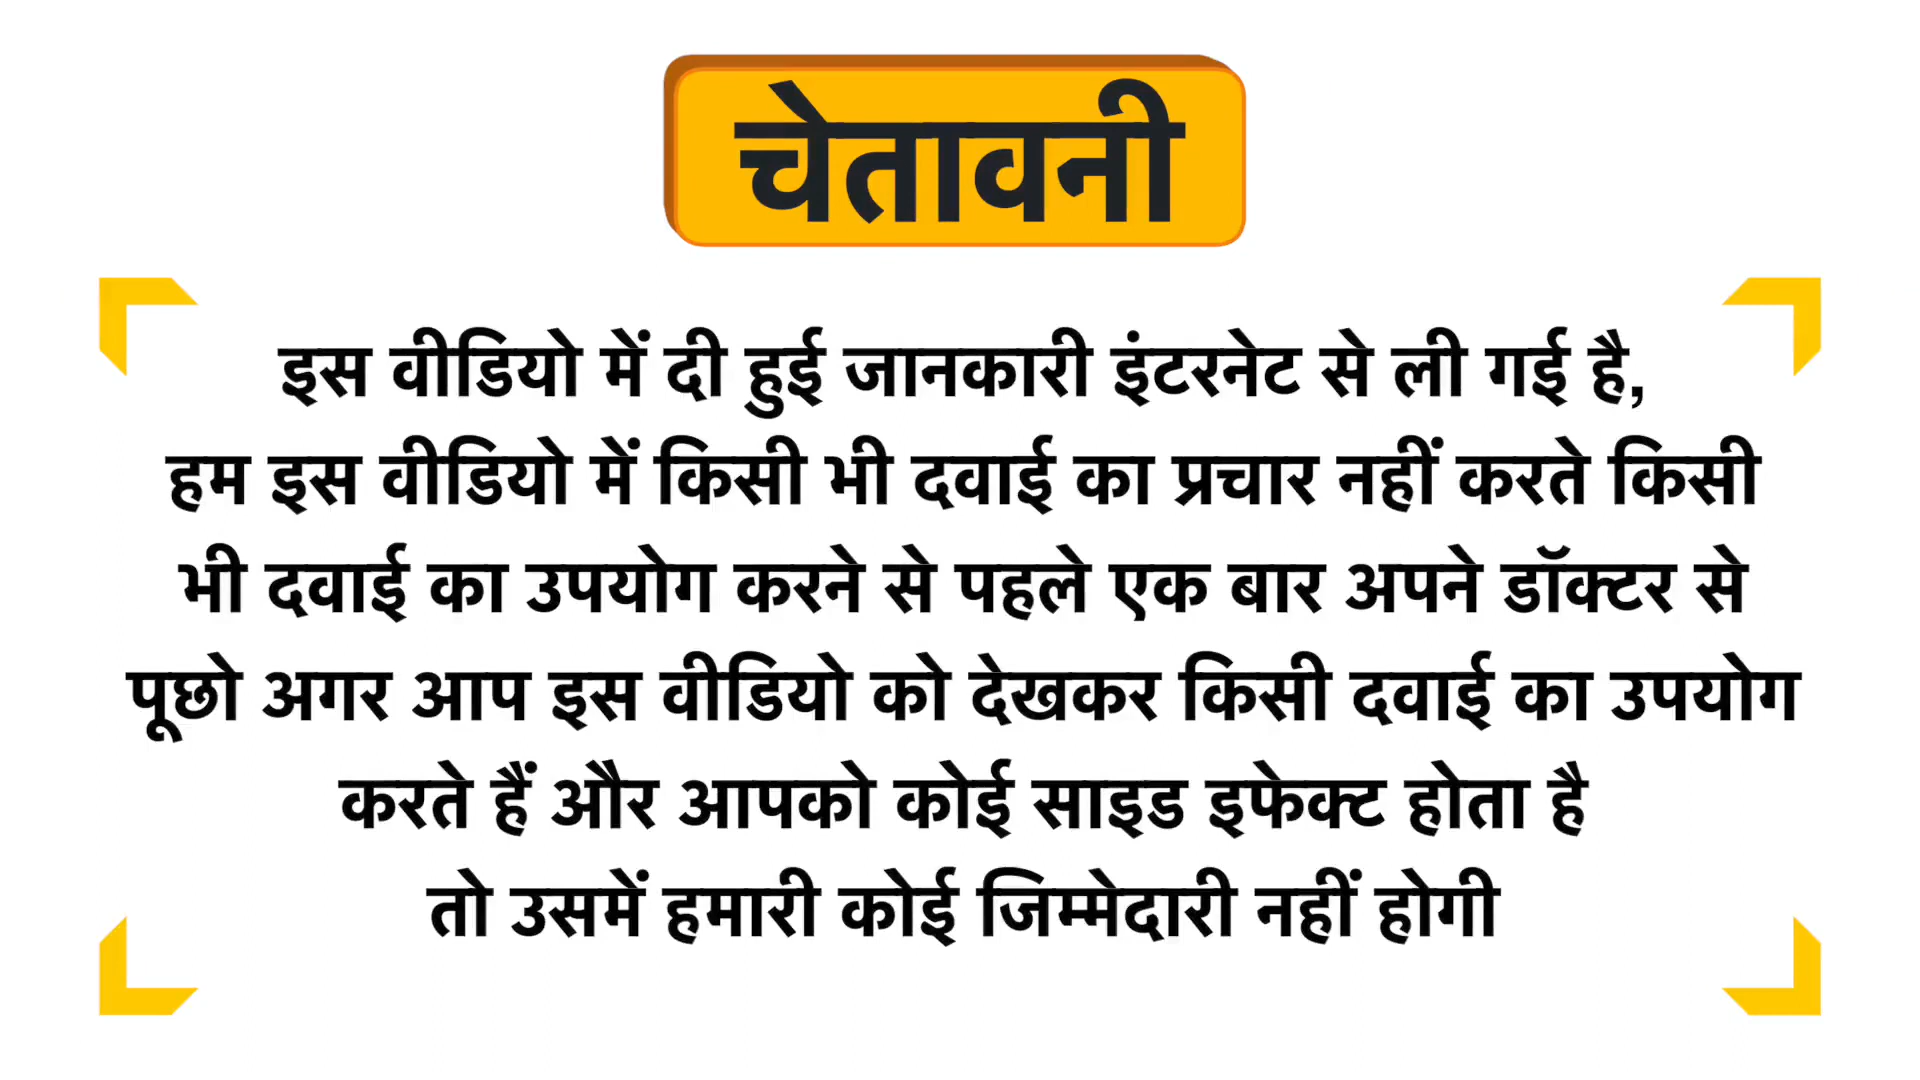 चेतावनी
इस वीडियो में दी हुई जानकारी इंटरनेट से ली गई है,
हम इस वीडियो में किसी भी दवाई का प्रचार नहीं करते किसी
भी दवाई का उपयोग करने से पहले एक बार अपने डॉक्टर से
पूछो अगर आप इस वीडियो को देखकर किसी दवाई का उपयोग
करते हैं और आपको कोई साइड इफेक्ट होता है
तो उसमें हमारी कोई जिम्मेदारी नहीं होगी